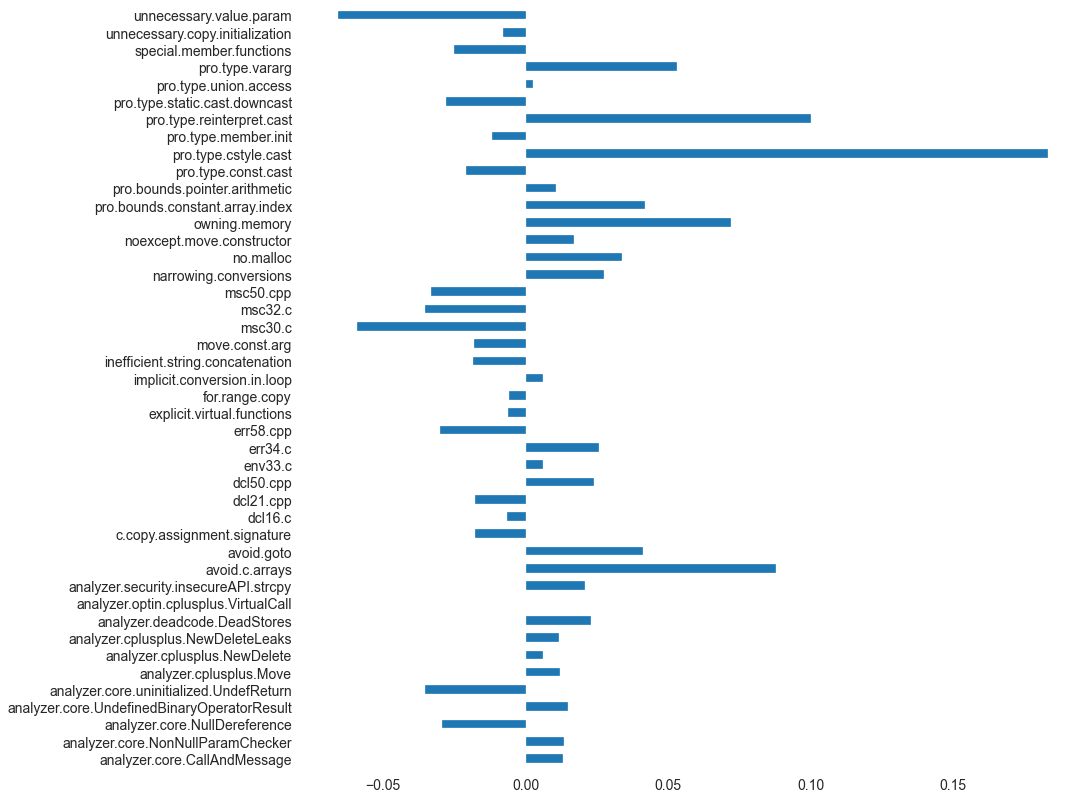 unnecessary.value.param
unnecessary.copy.initialization
special.member.functions
pro.type.vararg
pro.type.union.access
pro.type.static.cast.downcast
pro.type.reinterpret.cast
pro.type.member.init
pro.type.cstyle.cast
pro.type.const.cast
pro.bounds.pointer.arithmetic
pro.bounds.constant.array.index
owning.memory
noexcept.move.constructor
no.malloc
narrowing.conversions
msc50.cpp
msc32.c
msc30.c
move.const.arg
inefficient.string.concatenation
implicit.conversion.in.loop
for.range.copy
explicit.virtual.functions
err58.cpp
err34.c
env33.c
dcl50.cpp
dcl21.cpp
dcl16.c
c.copy.assignment.signature
avoid.goto
avoid.c.arrays
analyzer.security.insecureAPI.strcpy
analyzer.optin.cplusplus.VirtualCall
analyzer.deadcode.DeadStores
analyzer.cplusplus.NewDeleteLeaks
analyzer.cplusplus.NewDelete
analyzer.cplusplus.Move
analyzer.core.uninitialized.UndefReturn
analyzer.core.UndefinedBinaryOperatorResult
analyzer.core.NullDereference
analyzer.core.NonNullParamChecker
analyzer.core.CallAndMessage
−0.05 0.00 0.05 0.10 0.15